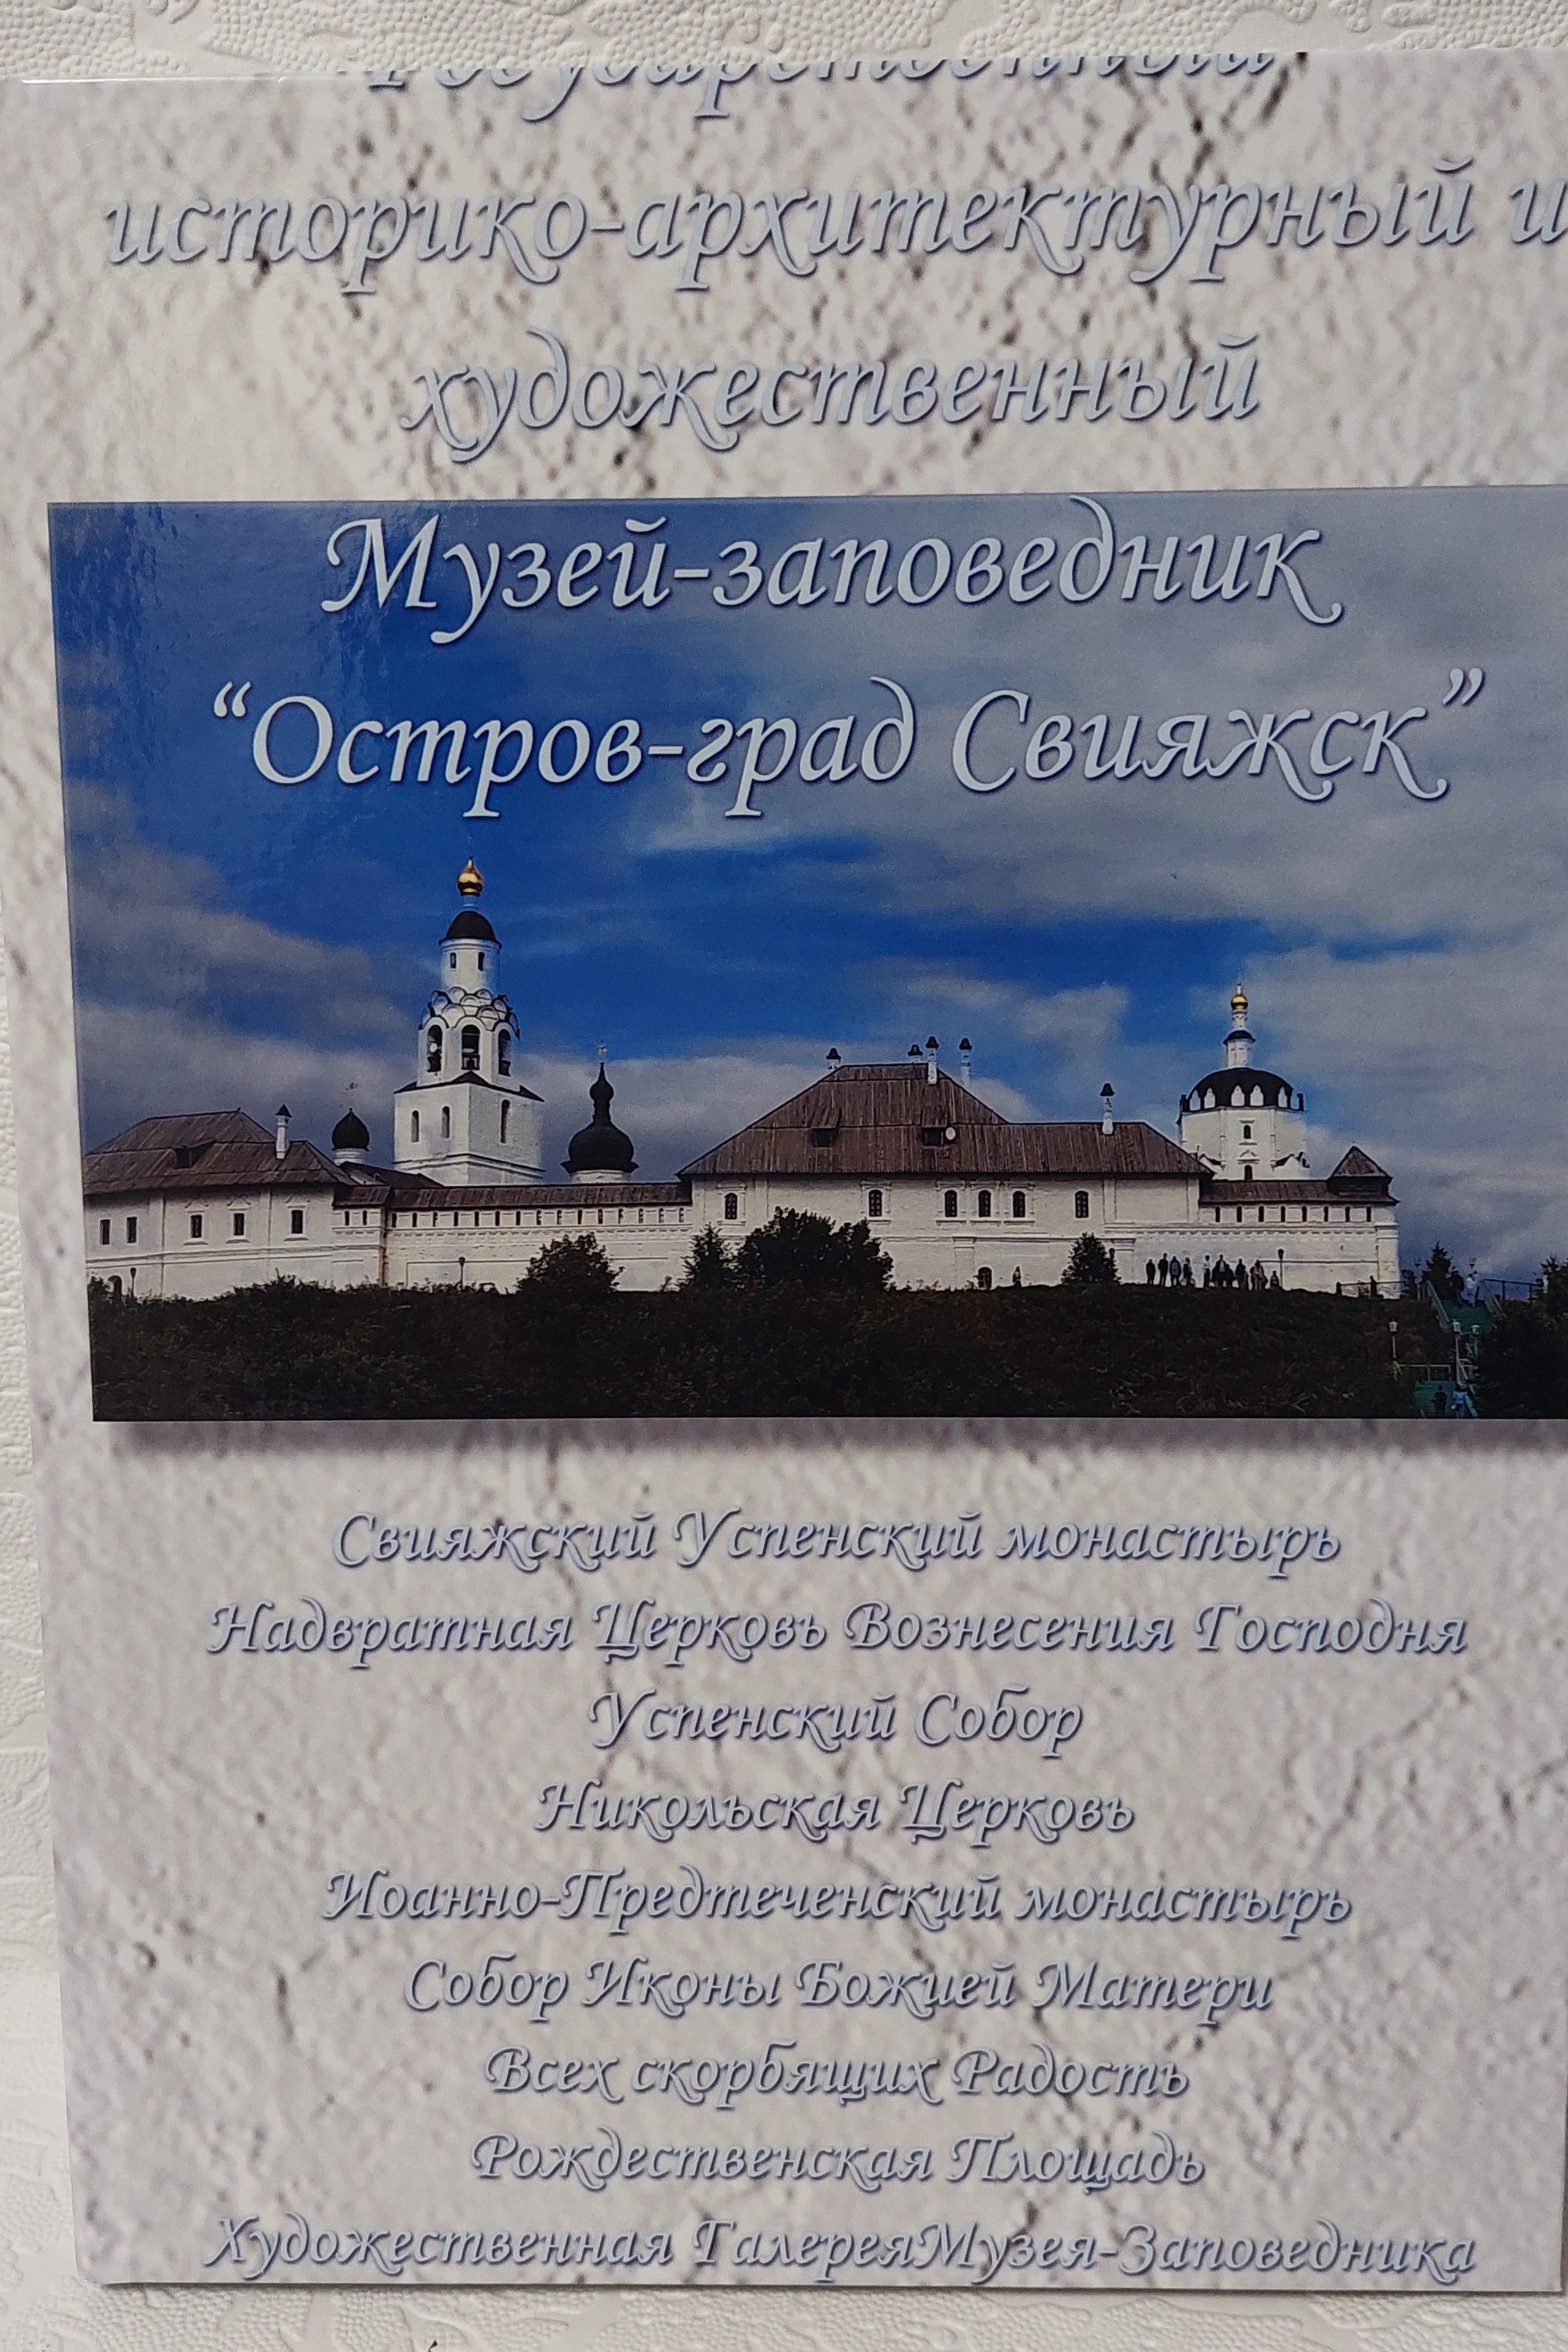 Государственный
историко-архитектурный и
художественный
Музей-заповедник
“Остров-град Свияжск”
Свияжский Успенский монастырь
Надвратная Церковь Вознесения Господня
Успенский Собор
Никольская Церковь
Иоанно-Предтеченский монастырь
Собор Иконы Божией Матери
Всех скорбящих Радость
Рождественская Площадь
Художественная ГалереяМузея-Заповедника